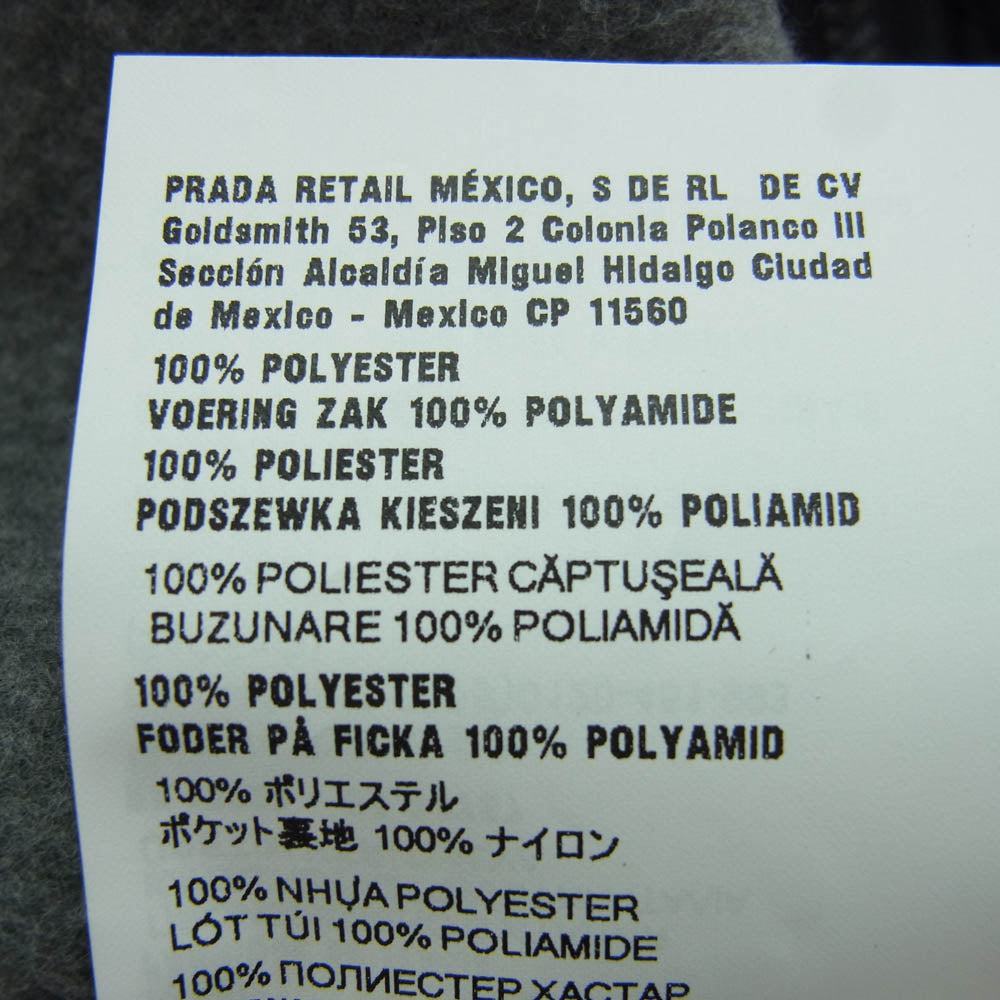 PRADA RETAIL MÉXICO, S DE RL DE CV
Goldsmith 53, Piso 2 Colonia Polanco III
Sección Alcaldía Miguel Hidalgo Ciudad
de Mexico - Mexico CP 11560
100% POLYESTER
VOERING ZAK 100% POLYAMIDE
100% POLIESTER
PODSZEWKA KIESZENI 100% POLIAMID
100% POLIESTER CĂPTUŞEALĂ
BUZUNARE 100% POLIAMIDĂ
100% POLYESTER
FODER PÅ FICKA 100% POLYAMID
100% ポリエステル
ポケット裏地 100% ナイロン
100% NHỰA POLYESTER
LÓT TÚI 100% POLIAMIDE
100% ПОЛИЕСТЕР ХАСТАР